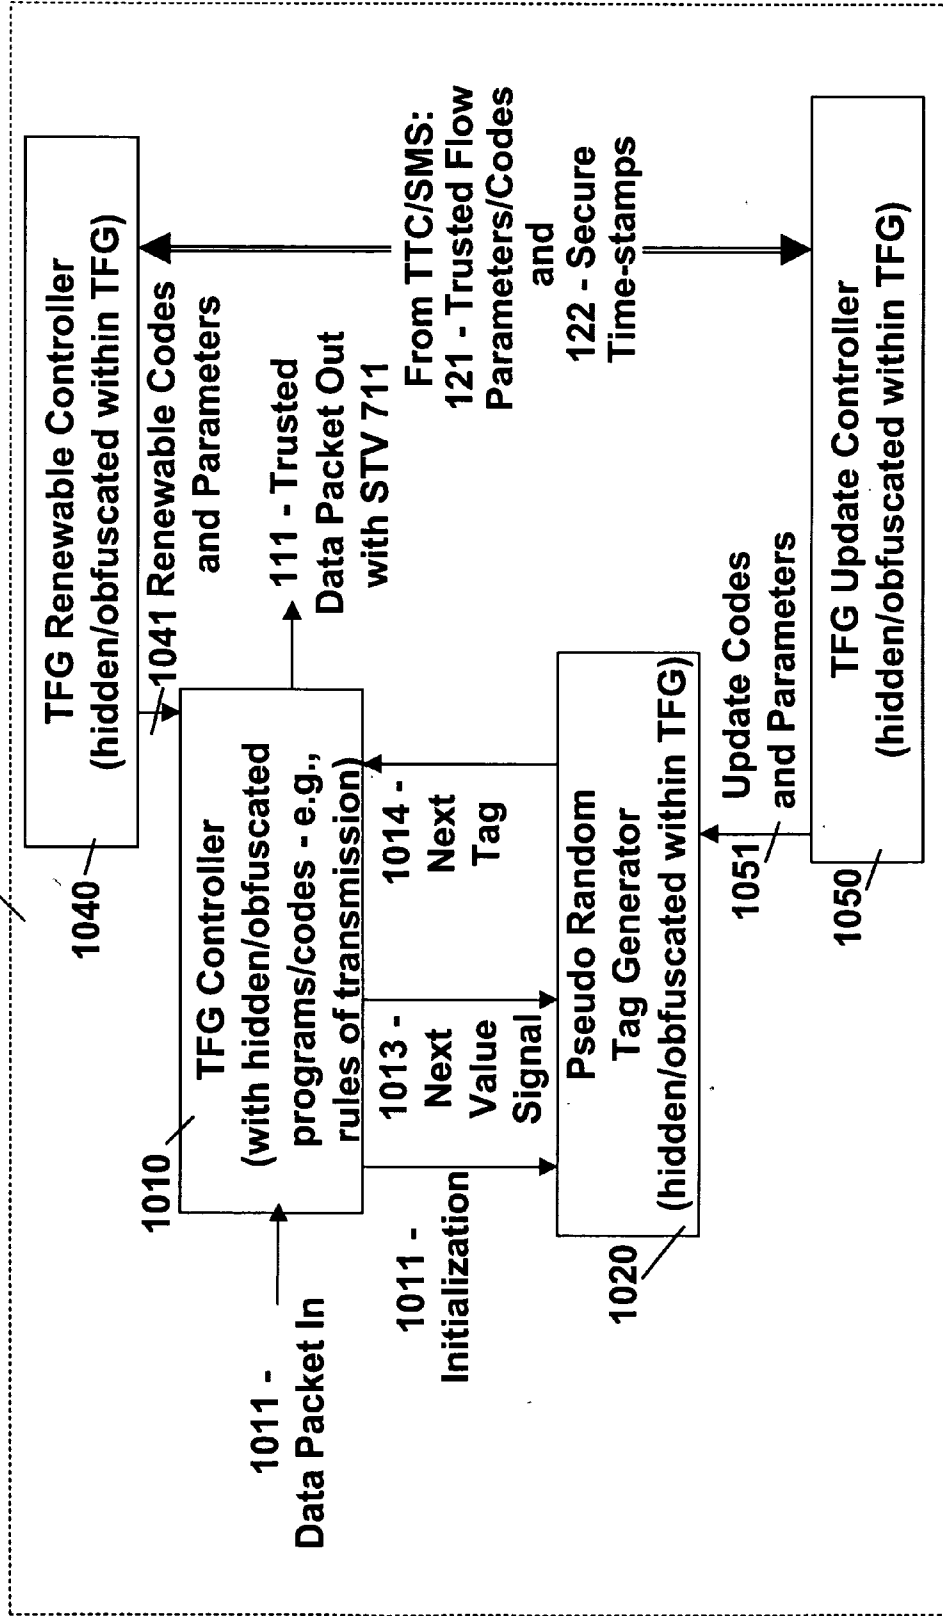 TFG Renewable Controller
(hidden/obfuscated within TFG)
1040
1041 Renewable Codes
and Parameters
1010
TFG Controller
(with hidden/obfuscated
programs/codes - e.g.,
rules of transmission)
1011 -
Data Packet In
111 - Trusted
Data Packet Out
with STV 711
From TTC/SMS:
121 - Trusted Flow
Parameters/Codes
and
122 - Secure
Time-stamps
1011 -
Initialization
1013 -
Next
Value
Signal
1014 -
Next
Tag
1020
Pseudo Random
Tag Generator
(hidden/obfuscated within TFG)
1051
Update Codes
and Parameters
1050
TFG Update Controller
(hidden/obfuscated within TFG)